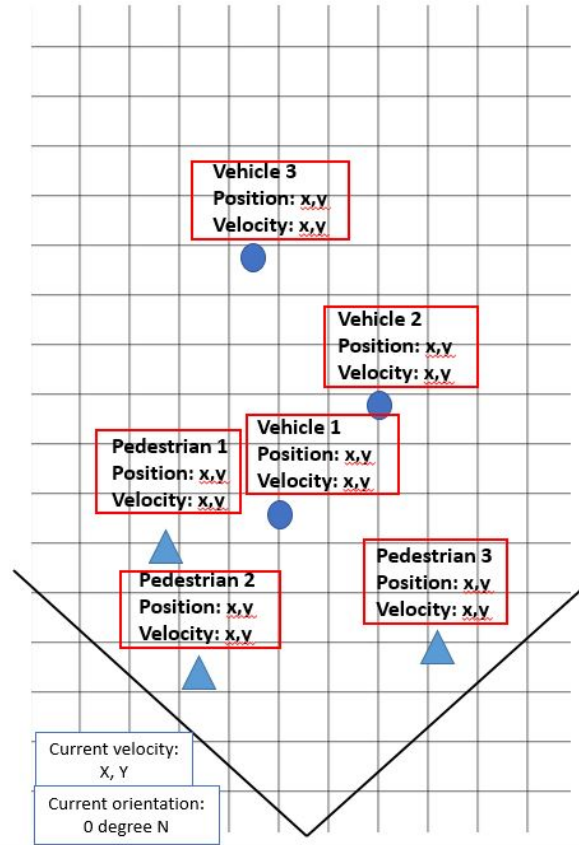 Vehicle 3
Position: x,y
Velocity: x,y
Vehicle 2
Position: x,y
Velocity: x,y
Vehicle 1
Position: x,y
Velocity: x,y
Pedestrian 1
Position: x,y
Velocity: x,y
Pedestrian 3
Position: x,y
Velocity: x,y
Pedestrian 2
Position: x,y
Velocity: x,y
Current velocity:
X, Y
Current orientation:
0 degree N